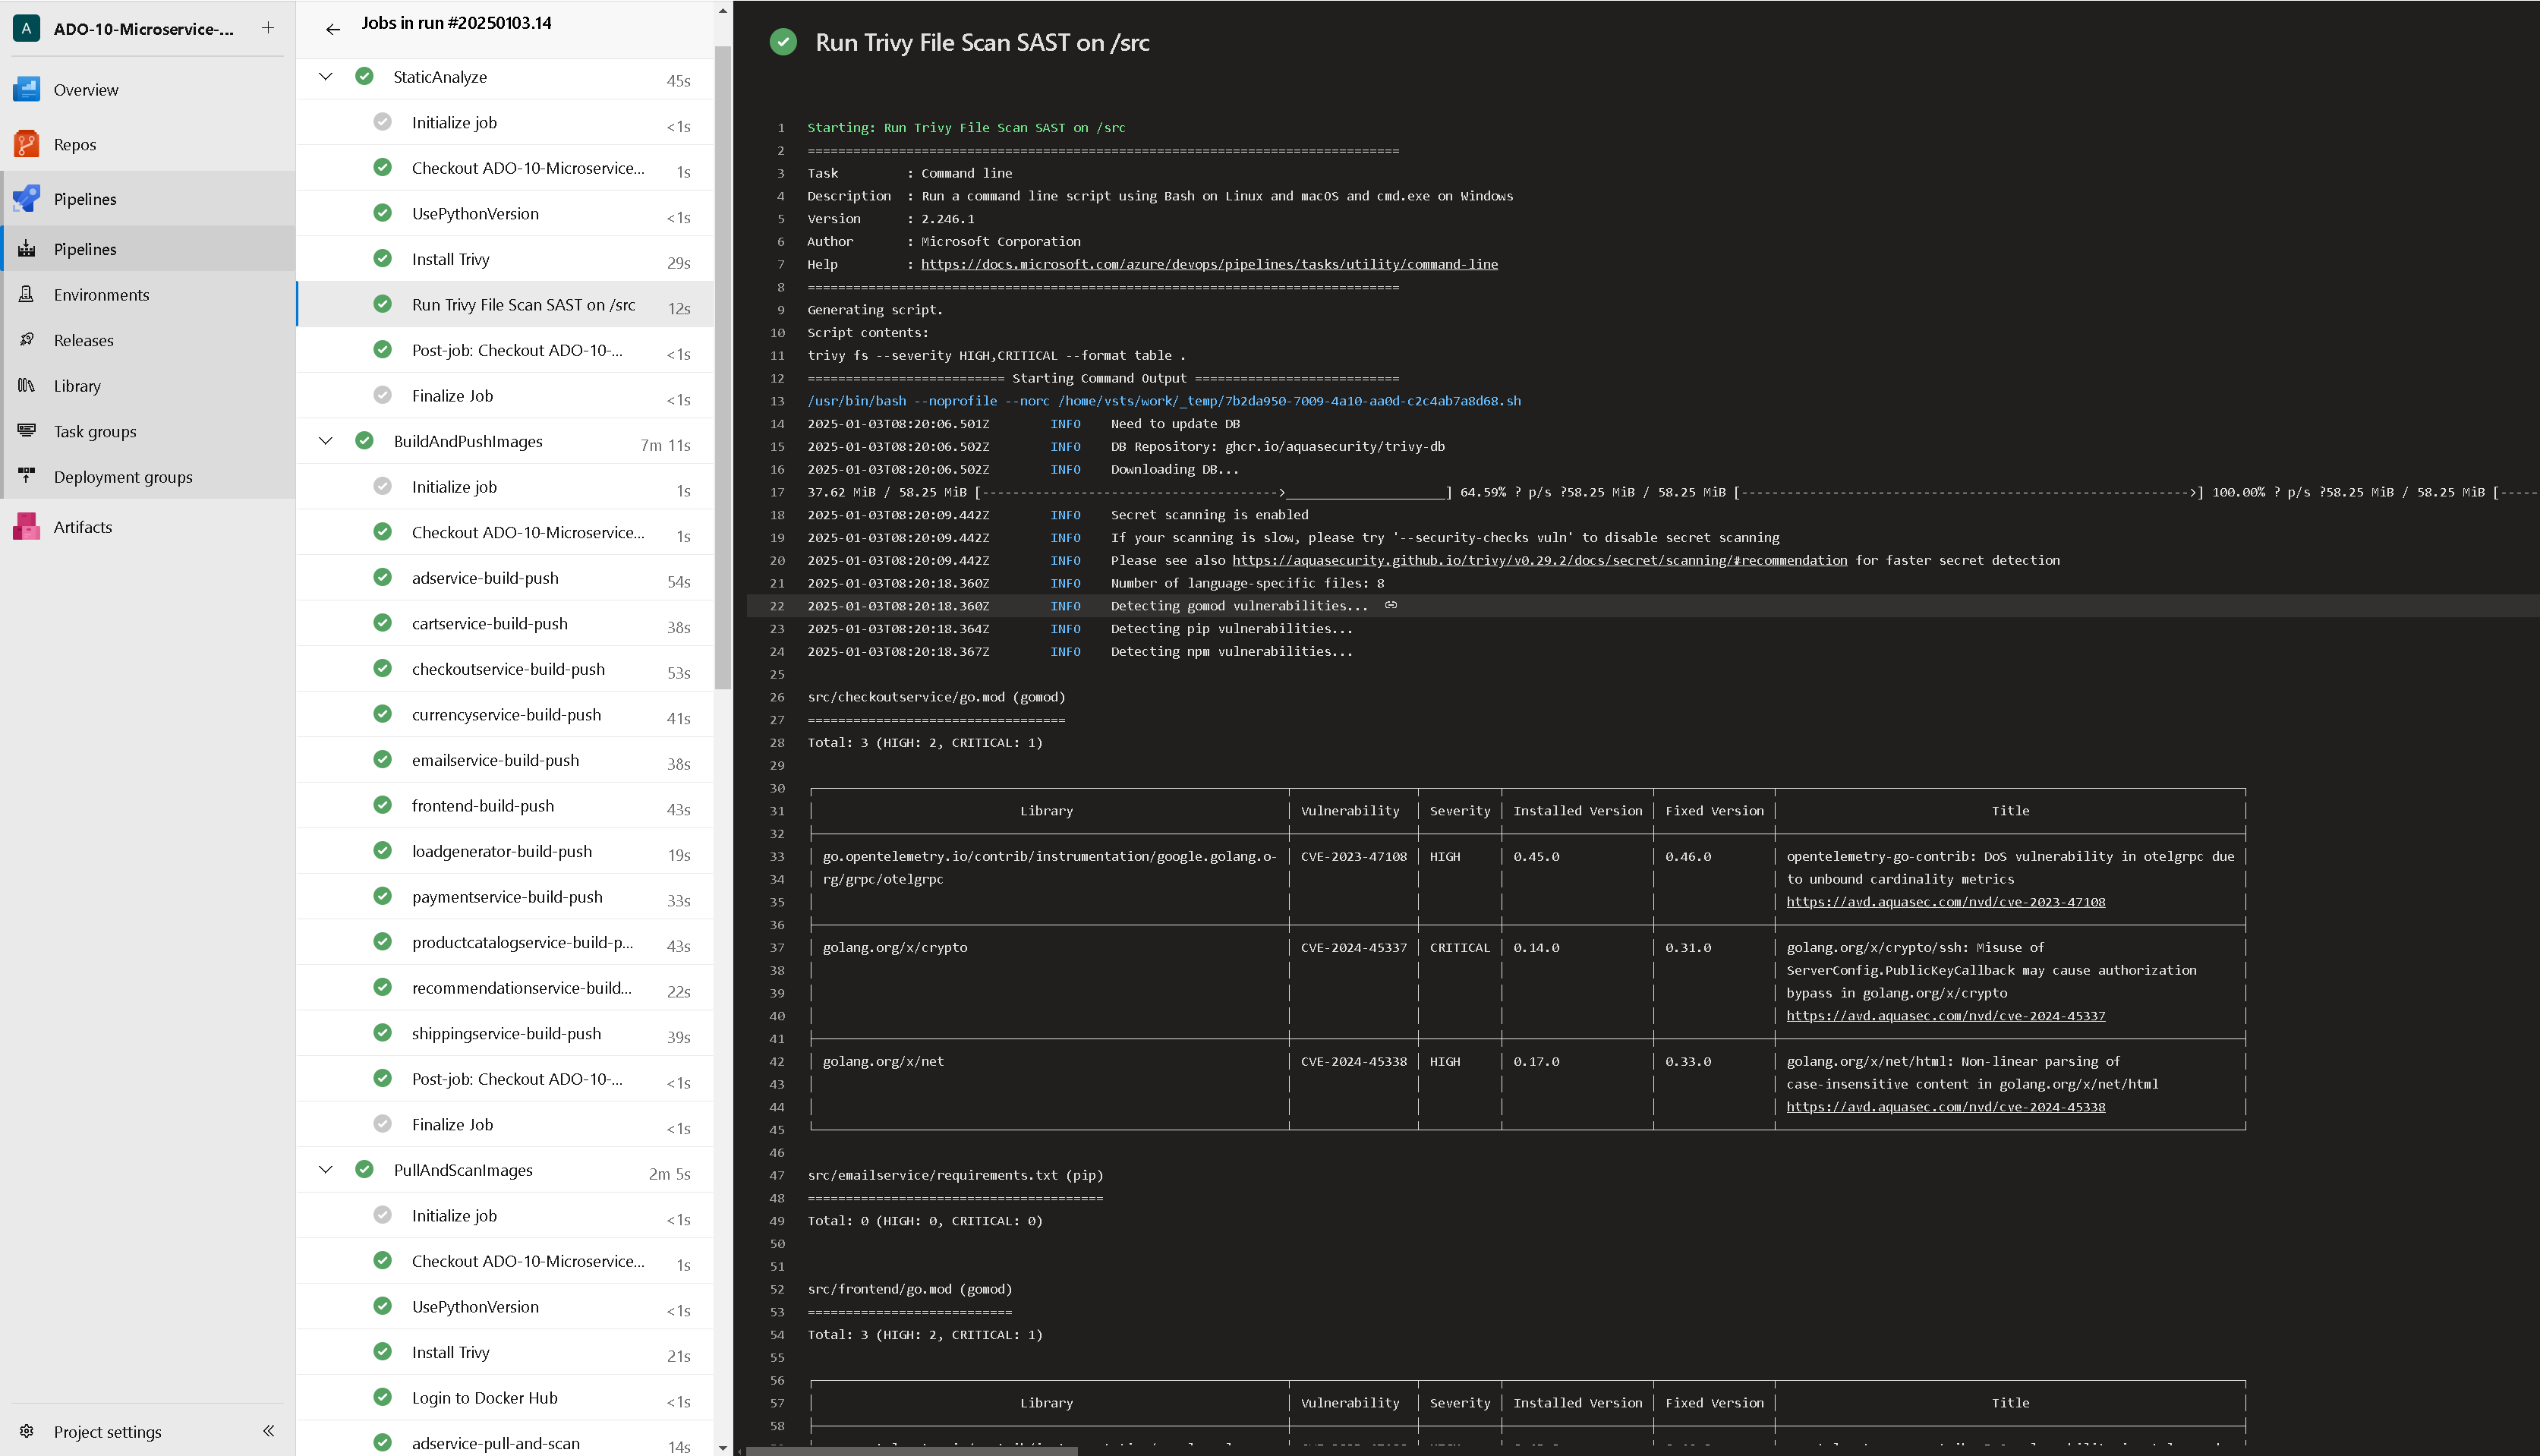 A ADO-10-Microservice-...
Overview
Repos
Pipelines
Pipelines
Environments
Releases
Library
Task groups
Deployment groups
Artifacts
Project settings
Jobs in run #20250103.14
StaticAnalyze 45s
Initialize job <1s
Checkout ADO-10-Microservice... 1s
UsePythonVersion <1s
Install Trivy 29s
Run Trivy File Scan SAST on /src 12s
Post-job: Checkout ADO-10-... <1s
Finalize Job <1s
BuildAndPushImages 7m 11s
Initialize job 1s
Checkout ADO-10-Microservice... 1s
adservice-build-push 54s
cartservice-build-push 38s
checkoutservice-build-push 53s
currencyservice-build-push 41s
emailservice-build-push 38s
frontend-build-push 43s
loadgenerator-build-push 19s
paymentservice-build-push 33s
productcatalogservice-build-p... 43s
recommendationservice-build... 22s
shippingservice-build-push 39s
Post-job: Checkout ADO-10-... <1s
Finalize Job <1s
PullAndScanImages 2m 5s
Initialize job <1s
Checkout ADO-10-Microservice... 1s
UsePythonVersion <1s
Install Trivy 21s
Login to Docker Hub <1s
adservice-pull-and-scan 14s
Run Trivy File Scan SAST on /src
1 Starting: Run Trivy File Scan SAST on /src
2 ==============================================================================
3 Task : Command line
4 Description : Run a command line script using Bash on Linux and macOS and cmd.exe on Windows
5 Version : 2.246.1
6 Author : Microsoft Corporation
7 Help : https://docs.microsoft.com/azure/devops/pipelines/tasks/utility/command-line
8 ==============================================================================
9 Generating script.
10 Script contents:
11 trivy fs --severity HIGH,CRITICAL --format table .
12 ========================== Starting Command Output ===========================
13 /usr/bin/bash --noprofile --norc /home/vsts/work/_temp/7b2da950-7009-4a10-aa0d-c2c4ab7a8d68.sh
14 2025-01-03T08:20:06.501Z INFO Need to update DB
15 2025-01-03T08:20:06.502Z INFO DB Repository: ghcr.io/aquasecurity/trivy-db
16 2025-01-03T08:20:06.502Z INFO Downloading DB...
17 37.62 MiB / 58.25 MiB [--------------------------------------->_____________________] 64.59% ? p/s ?58.25 MiB / 58.25 MiB [----------------------------------------------------------->] 100.00% ? p/s ?58.25 MiB / 58.25 MiB [-----
18 2025-01-03T08:20:09.442Z INFO Secret scanning is enabled
19 2025-01-03T08:20:09.442Z INFO If your scanning is slow, please try '--security-checks vuln' to disable secret scanning
20 2025-01-03T08:20:09.442Z INFO Please see also https://aquasecurity.github.io/trivy/v0.29.2/docs/secret/scanning/#recommendation for faster secret detection
21 2025-01-03T08:20:18.360Z INFO Number of language-specific files: 8
22 2025-01-03T08:20:18.360Z INFO Detecting gomod vulnerabilities...
23 2025-01-03T08:20:18.364Z INFO Detecting pip vulnerabilities...
24 2025-01-03T08:20:18.367Z INFO Detecting npm vulnerabilities...
25
26 src/checkoutservice/go.mod (gomod)
27 ==================================
28 Total: 3 (HIGH: 2, CRITICAL: 1)
29
30
31 Library Vulnerability Severity Installed Version Fixed Version Title
32
33 go.opentelemetry.io/contrib/instrumentation/google.golang.o- CVE-2023-47108 HIGH 0.45.0 0.46.0 opentelemetry-go-contrib: DoS vulnerability in otelgrpc due
34 rg/grpc/otelgrpc to unbound cardinality metrics
35 https://avd.aquasec.com/nvd/cve-2023-47108
36
37 golang.org/x/crypto CVE-2024-45337 CRITICAL 0.14.0 0.31.0 golang.org/x/crypto/ssh: Misuse of
38 ServerConfig.PublicKeyCallback may cause authorization
39 bypass in golang.org/x/crypto
40 https://avd.aquasec.com/nvd/cve-2024-45337
41
42 golang.org/x/net CVE-2024-45338 HIGH 0.17.0 0.33.0 golang.org/x/net/html: Non-linear parsing of
43 case-insensitive content in golang.org/x/net/html
44 https://avd.aquasec.com/nvd/cve-2024-45338
45
46
47 src/emailservice/requirements.txt (pip)
48 =======================================
49 Total: 0 (HIGH: 0, CRITICAL: 0)
50
51
52 src/frontend/go.mod (gomod)
53 ===========================
54 Total: 3 (HIGH: 2, CRITICAL: 1)
55
56
57 Library Vulnerability Severity Installed Version Fixed Version Title
58